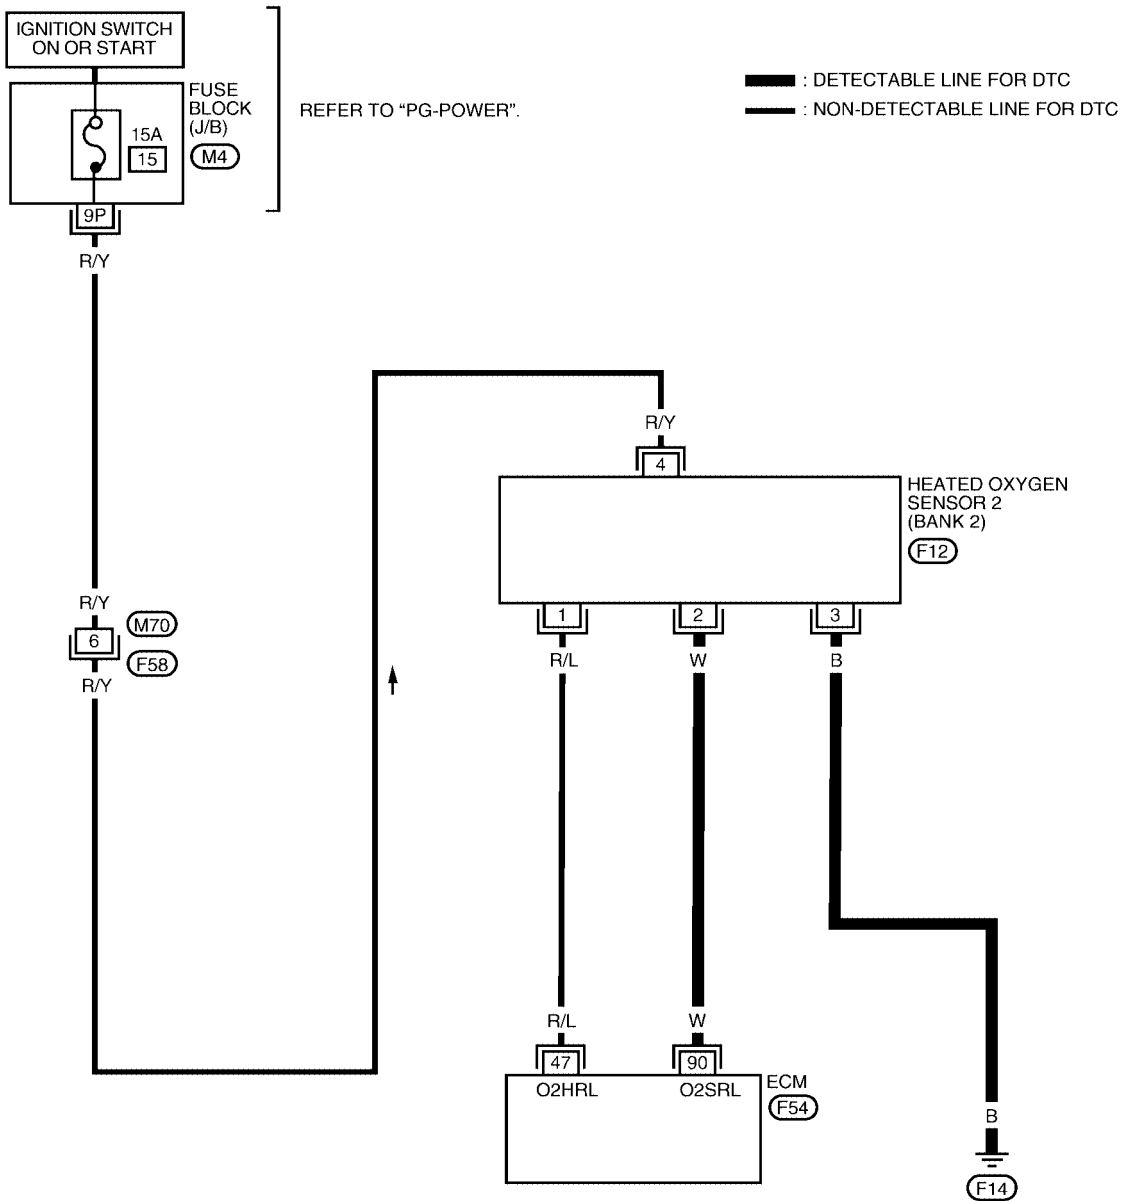 IGNITION SWITCH
ON OR START
FUSE
BLOCK
(J/B)
M4
15A
15
9P
R/Y
REFER TO “PG-POWER”.
: DETECTABLE LINE FOR DTC
: NON-DETECTABLE LINE FOR DTC
R/Y
4
HEATED OXYGEN
SENSOR 2
(BANK 2)
F12
1
2
3
R/L
W
B
R/Y
M70
6
F58
R/Y
R/L
W
47
90
O2HRL
O2SRL
ECM
F54
B
F14